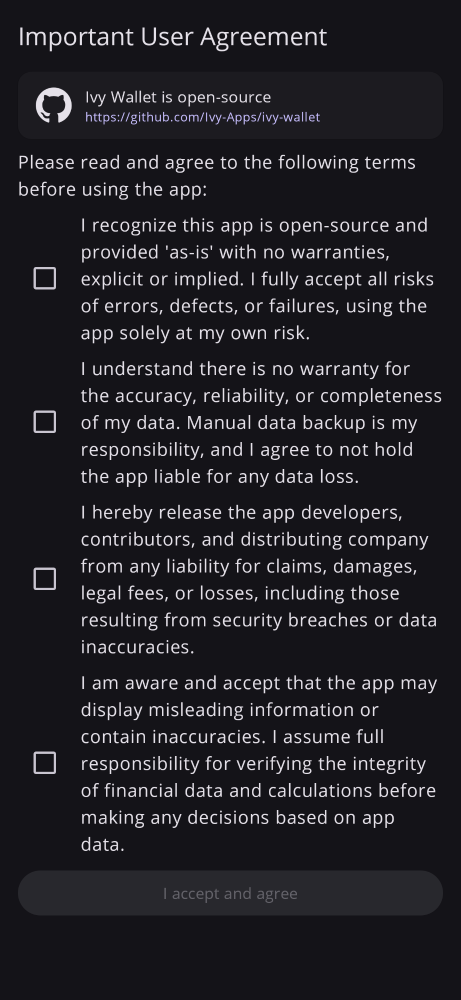 Important User Agreement
Ivy Wallet is open-source
https://github.com/Ivy-Apps/ivy-wallet
Please read and agree to the following terms
before using the app:
I recognize this app is open-source and
provided 'as-is' with no warranties,
explicit or implied. I fully accept all risks
of errors, defects, or failures, using the
app solely at my own risk.
I understand there is no warranty for
the accuracy, reliability, or completeness
of my data. Manual data backup is my
responsibility, and I agree to not hold
the app liable for any data loss.
I hereby release the app developers,
contributors, and distributing company
from any liability for claims, damages,
legal fees, or losses, including those
resulting from security breaches or data
inaccuracies.
I am aware and accept that the app may
display misleading information or
contain inaccuracies. I assume full
responsibility for verifying the integrity
of financial data and calculations before
making any decisions based on app
data.
I accept and agree